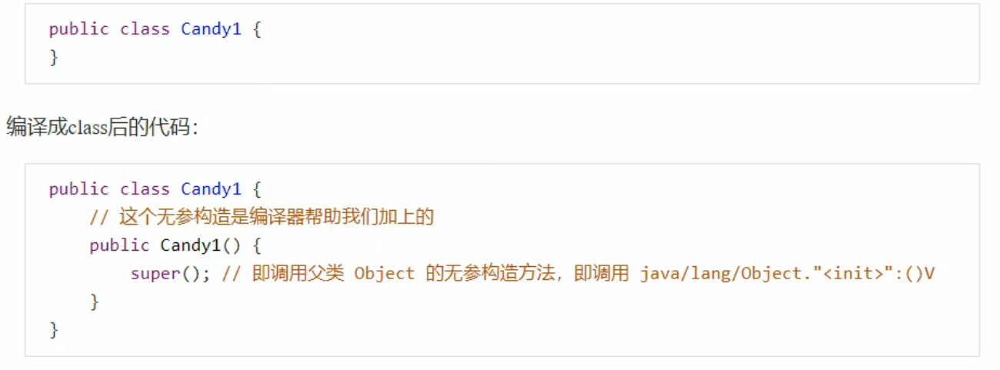 public class Candy1 {
}
编译成class后的代码：
public class Candy1 {
// 这个无参构造是编译器帮助我们加上的
public Candy1() {
super(); // 即调用父类 Object 的无参构造方法，即调用 java/lang/Object."<init>":()V
}
}